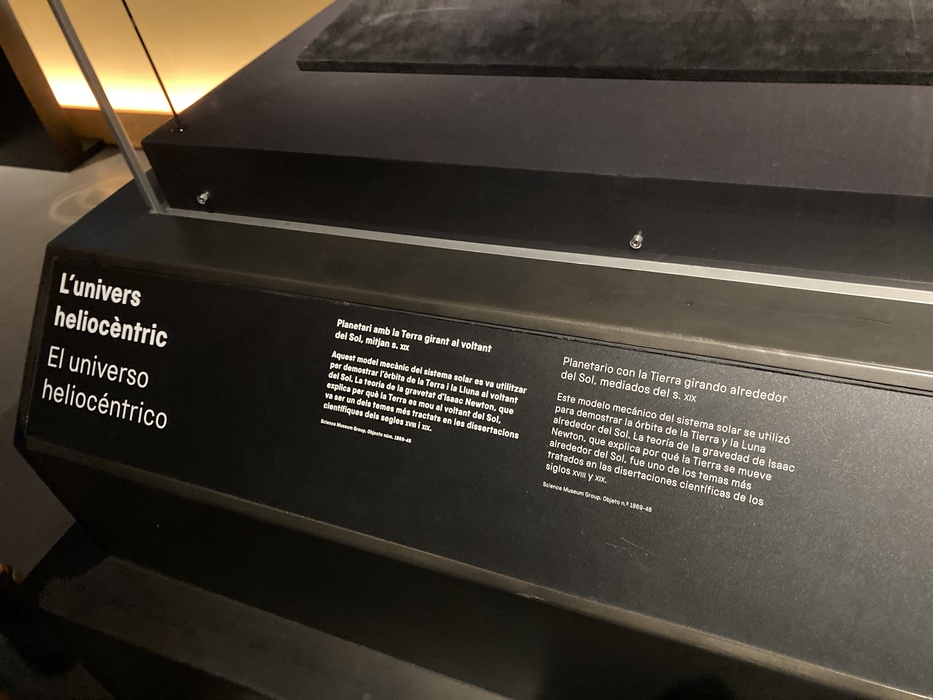 L'univers
heliocèntric
El universo
heliocéntrico
Planetari amb la Terra girant al voltant
del Sol, mitjan s. XIX
Aquest model mecànic del sistema solar es va utilitzar
per demostrar l'òrbita de la Terra i la Lluna al voltant
del Sol. La teoria de la gravetat d'Isaac Newton, que
explica per què la Terra es mou al voltant del Sol,
va ser un dels temes més tractats en les dissertacions
científiques dels segles XVIII i XIX.
Science Museum Group. Objecte núm. 1869-48
Planetario con la Tierra girando alrededor
del Sol, mediados del s. XIX
Este modelo mecánico del sistema solar se utilizó
para demostrar la órbita de la Tierra y la Luna
alrededor del Sol. La teoría de la gravedad de Isaac
Newton, que explica por qué la Tierra se mueve
alrededor del Sol, fue uno de los temas más
tratados en las disertaciones científicas de los
siglos XVIII y XIX.
Science Museum Group. Objeto n.º 1869-48